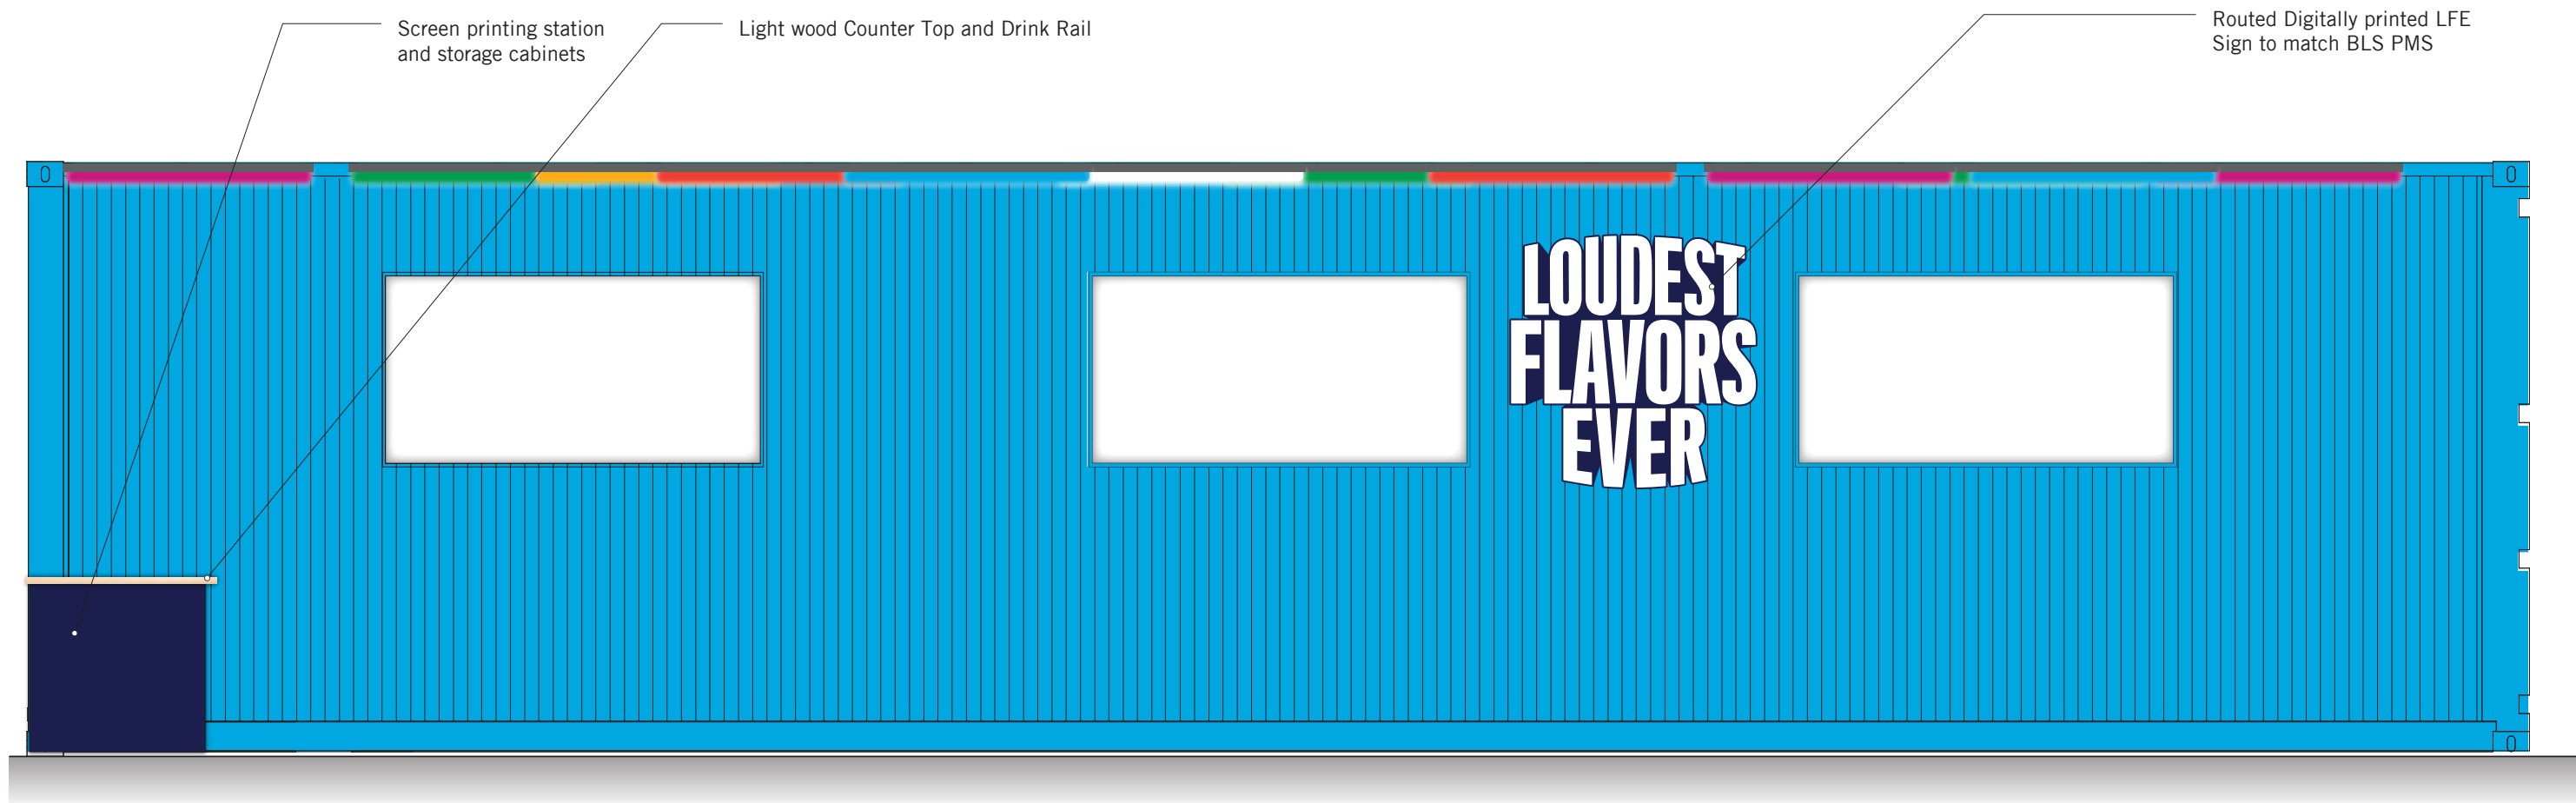 Screen printing station
and storage cabinets
Light wood Counter Top and Drink Rail
Routed Digitally printed LFE
Sign to match BLS PMS
LOUDEST
FLAVORS
EVER